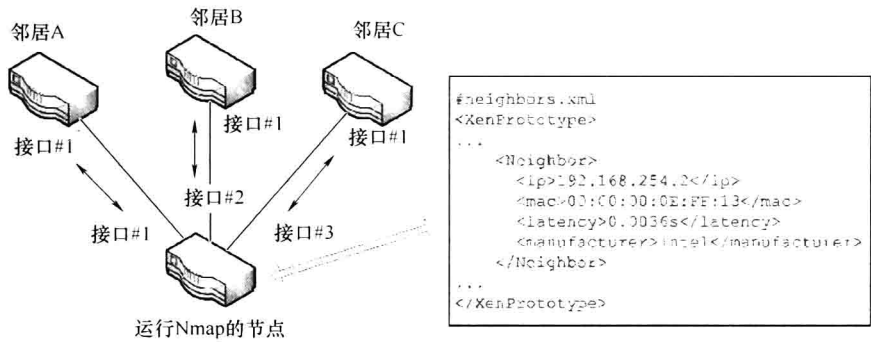 邻居A
邻居B
邻居C
接口#1
接口#1
接口#1
接口#2
接口#1
接口#3
运行Nmap的节点
#neighbors.xml
<XenPrototype>
...
<Neighbor>
<ip>192.168.254.2</ip>
<mac>00:C0:00:0E:FF:13</mac>
<latency>0.0036s</latency>
<manufacturer>Intel</manufacturer>
</Neighbor>
...
</XenPrototype>